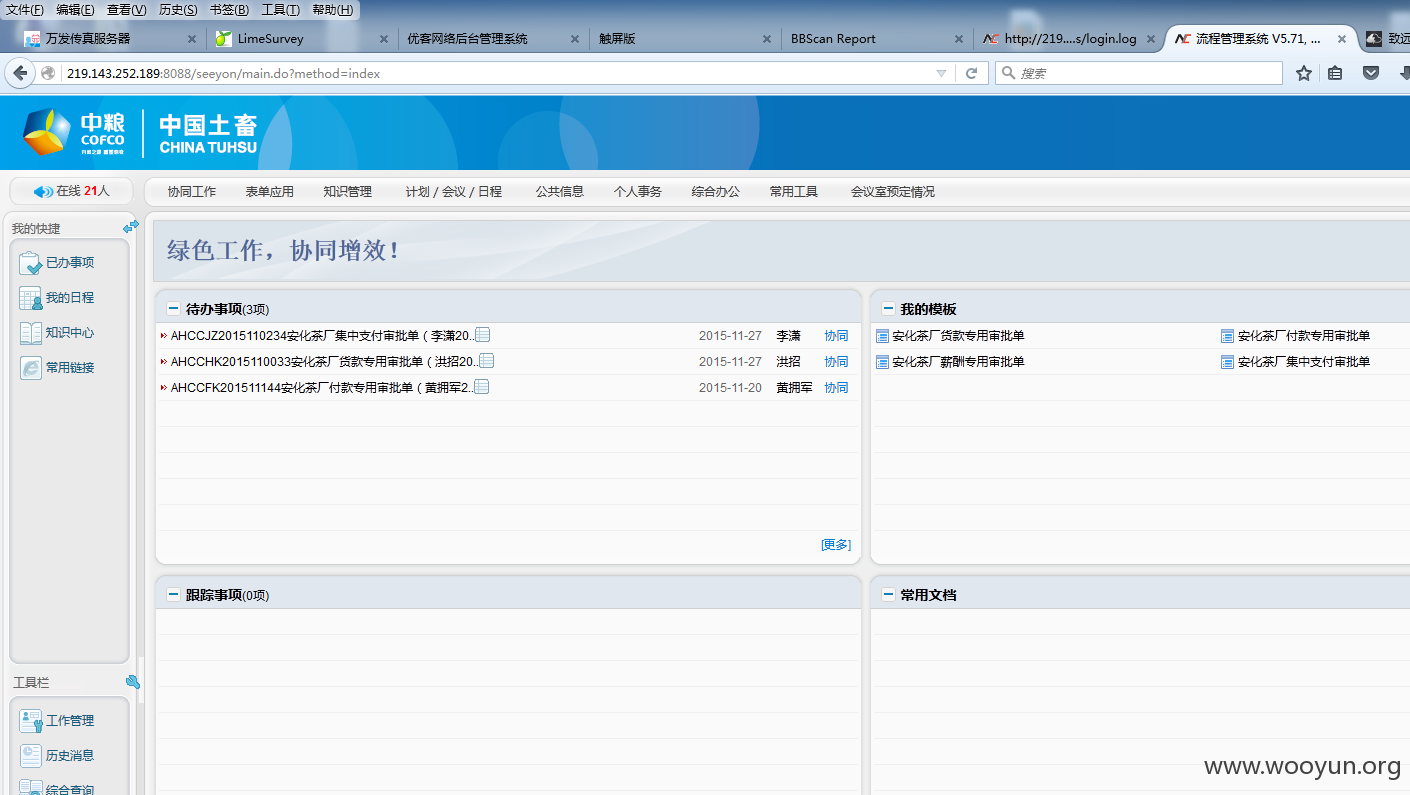 文件(F) 编辑(E) 查看(V) 历史(S) 书签(B) 工具(T) 帮助(H)
万发传真服务器 × LimeSurvey × 优客网络后台管理系统 × 触屏版 × BBScan Report × http://219....s/login.log × 流程管理系统 V5.71, ... × 致远
219.143.252.189:8088/seeyon/main.do?method=index 搜索
中粮 COFCO 中国土畜 CHINA TUHSU
在线 21人 协同工作 表单应用 知识管理 计划 / 会议 / 日程 公共信息 个人事务 综合办公 常用工具 会议室预定情况
我的快捷
已办事项
我的日程
知识中心
常用链接
绿色工作，协同增效！
待办事项(3项)
AHCCJZ2015110234安化茶厂集中支付审批单（李潇20.. 2015-11-27 李潇 协同
AHCCHK2015110033安化茶厂货款专用审批单（洪招20.. 2015-11-27 洪招 协同
AHCCFK201511144安化茶厂付款专用审批单（黄拥军2.. 2015-11-20 黄拥军 协同
[更多]
我的模板
安化茶厂货款专用审批单 安化茶厂付款专用审批单
安化茶厂薪酬专用审批单 安化茶厂集中支付审批单
跟踪事项(0项)
常用文档
工具栏
工作管理
历史消息
综合查询
www.wooyun.org